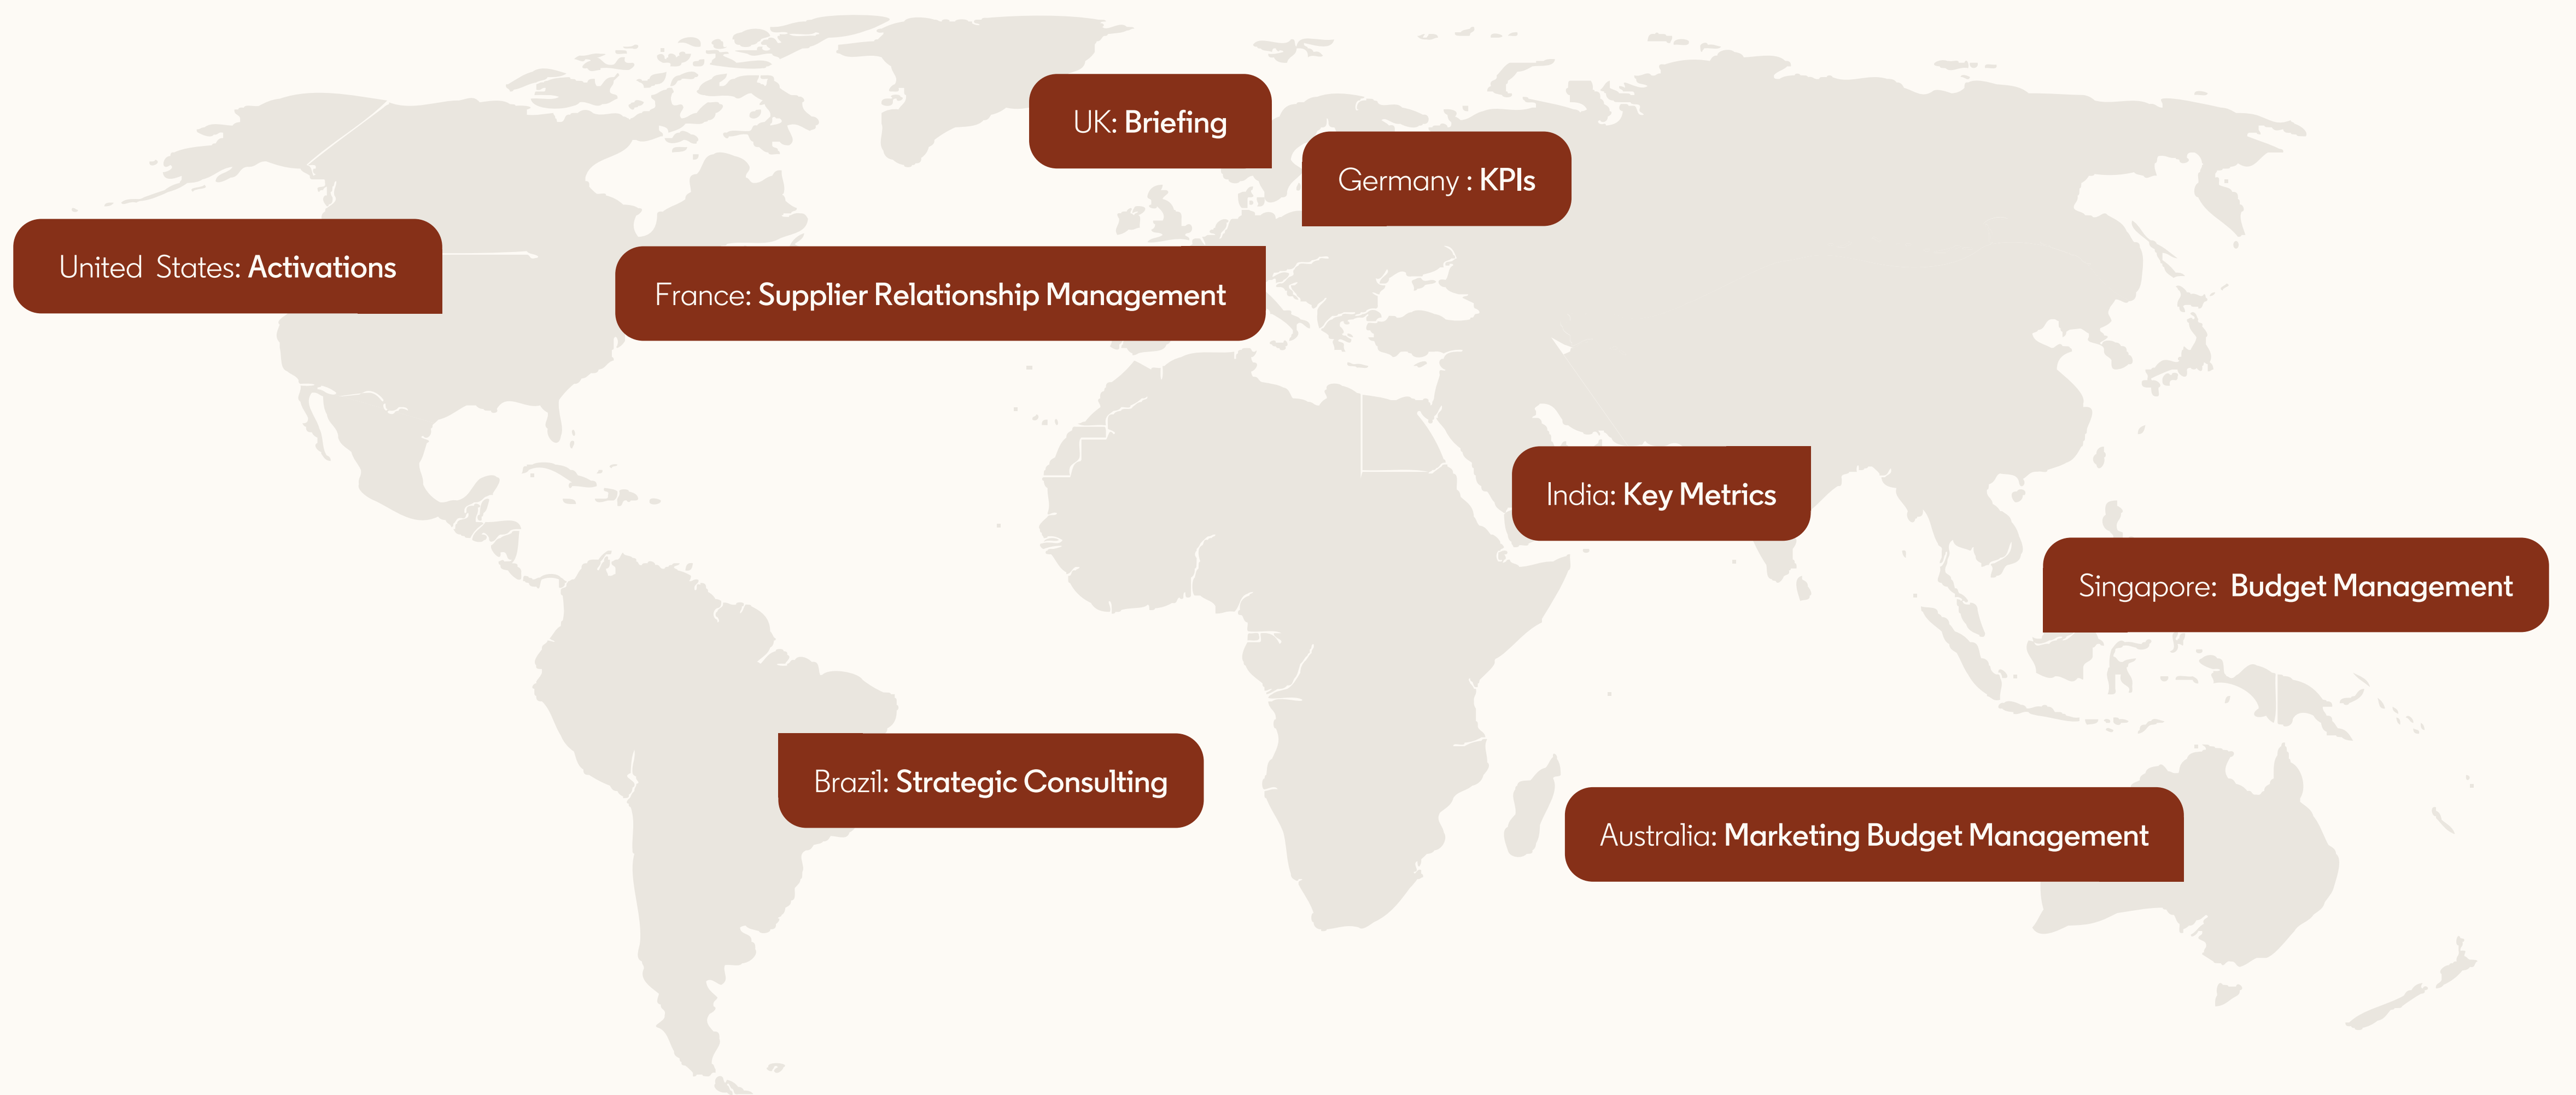 UK: Briefing
Germany : KPIs
United States: Activations
France: Supplier Relationship Management
India: Key Metrics
Singapore: Budget Management
Brazil: Strategic Consulting
Australia: Marketing Budget Management